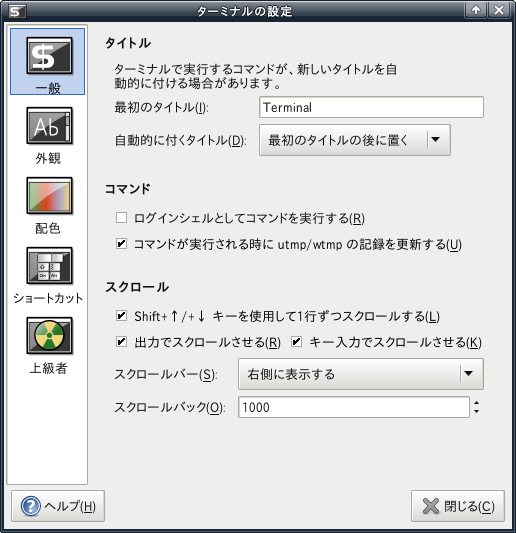 ターミナルの設定
一般
外観
配色
ショートカット
上級者
タイトル
ターミナルで実行するコマンドが、新しいタイトルを自
動的に付ける場合があります。
最初のタイトル(I): Terminal
自動的に付くタイトル(D): 最初のタイトルの後に置く
コマンド
ログインシェルとしてコマンドを実行する(R)
コマンドが実行される時に utmp/wtmp の記録を更新する(U)
スクロール
Shift+↑/+↓ キーを使用して1行ずつスクロールする(L)
出力でスクロールさせる(R) キー入力でスクロールさせる(K)
スクロールバー(S): 右側に表示する
スクロールバック(O): 1000
ヘルプ(H) 閉じる(C)